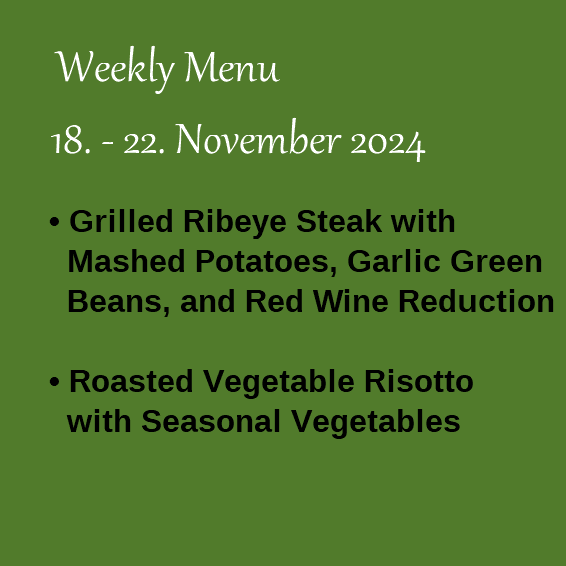 Weekly Menu
18. - 22. November 2024
• Grilled Ribeye Steak with
Mashed Potatoes, Garlic Green
Beans, and Red Wine Reduction
• Roasted Vegetable Risotto
with Seasonal Vegetables